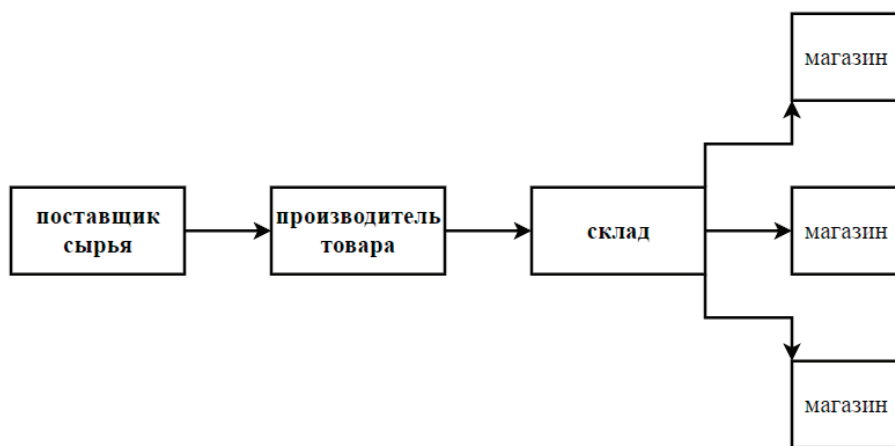 магазин
поставщик
сырья
производитель
товара
склад
магазин
магазин